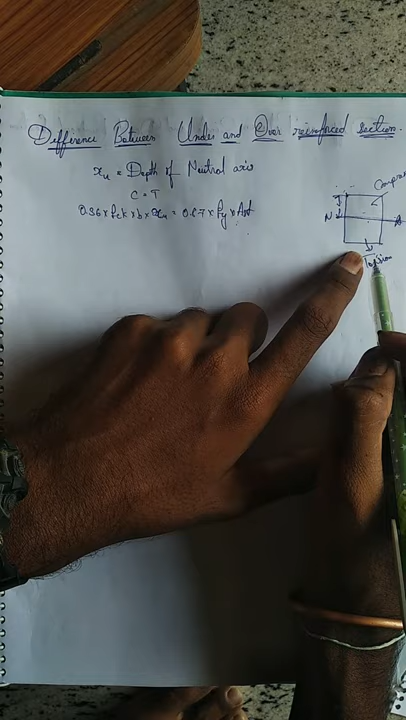 Difference Between Under and Over reinforced section.
xu = Depth of Neutral axis
C = T
0.36 x fck x b x xu = 0.87 x fy x Ast
Compres
N
A
Tension